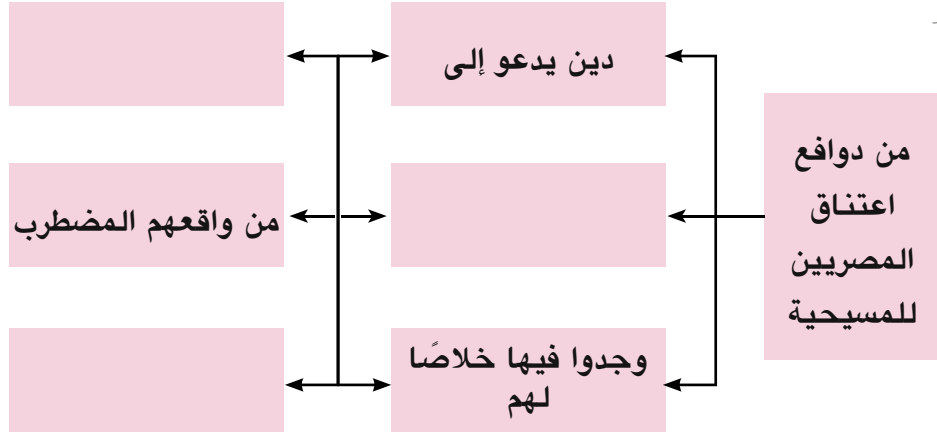 من دوافع
اعتناق
المصريين
للمسيحية
دين يدعو إلى
وجدوا فيها خلاصًا
لهم
من واقعهم المضطرب